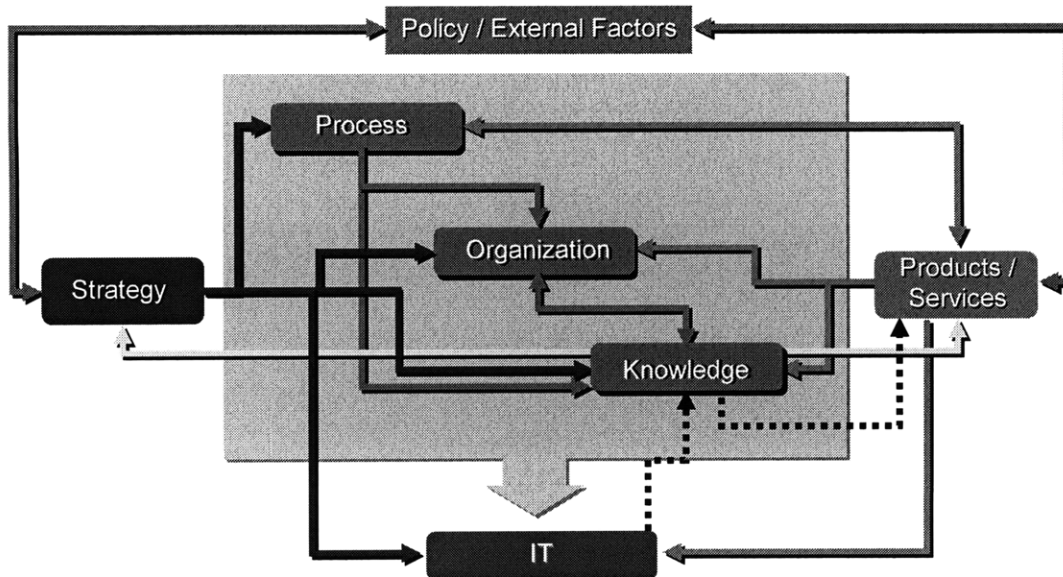 Policy / External Factors
Process
Organization
Strategy
Products /
Services
Knowledge
IT